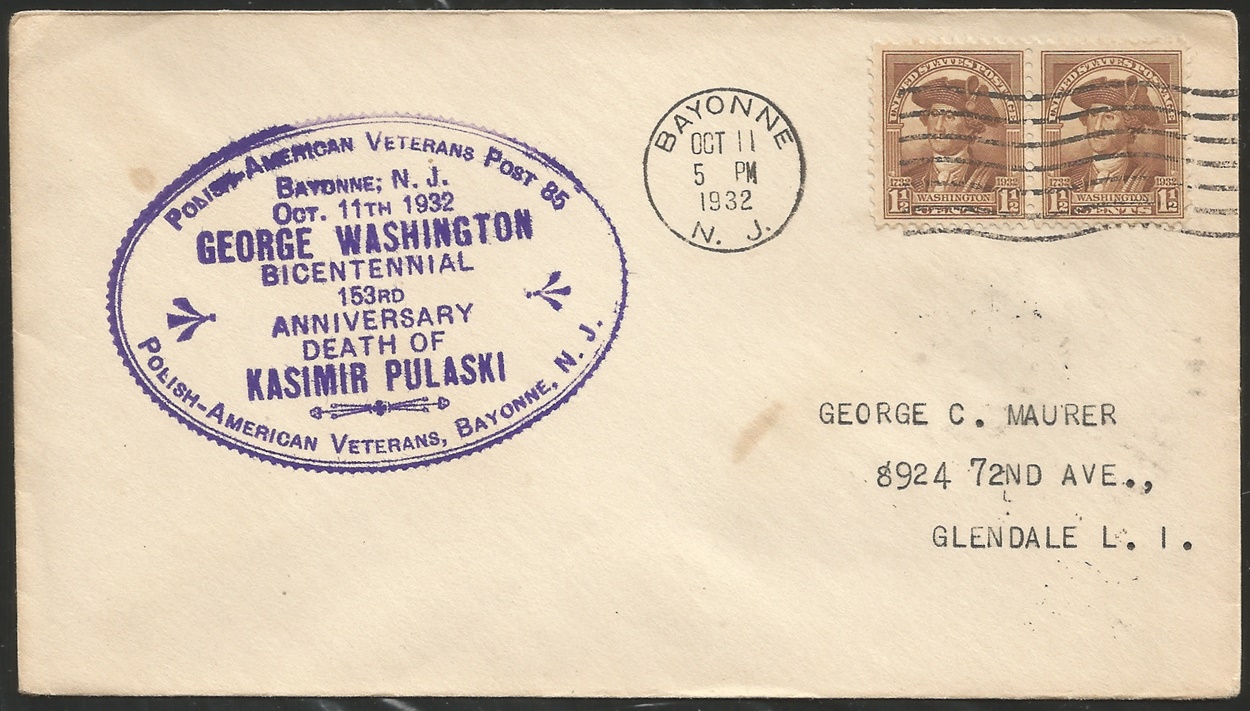 POLISH-AMERICAN VETERANS POST 85
BAYONNE; N. J.
OCT. 11TH 1932
GEORGE WASHINGTON
BICENTENNIAL
153RD
ANNIVERSARY
DEATH OF
KASIMIR PULASKI
POLISH-AMERICAN VETERANS, BAYONNE, N. J.
BAYONNE
OCT 11
5 PM
1932
N. J.
UNITED STATES POSTAGE
1732 1932
1½ WASHINGTON 1½
CENTS
UNITED STATES POSTAGE
1732 1932
1½ WASHINGTON 1½
CENTS
GEORGE C. MAURER
8924 72ND AVE.,
GLENDALE L. I.